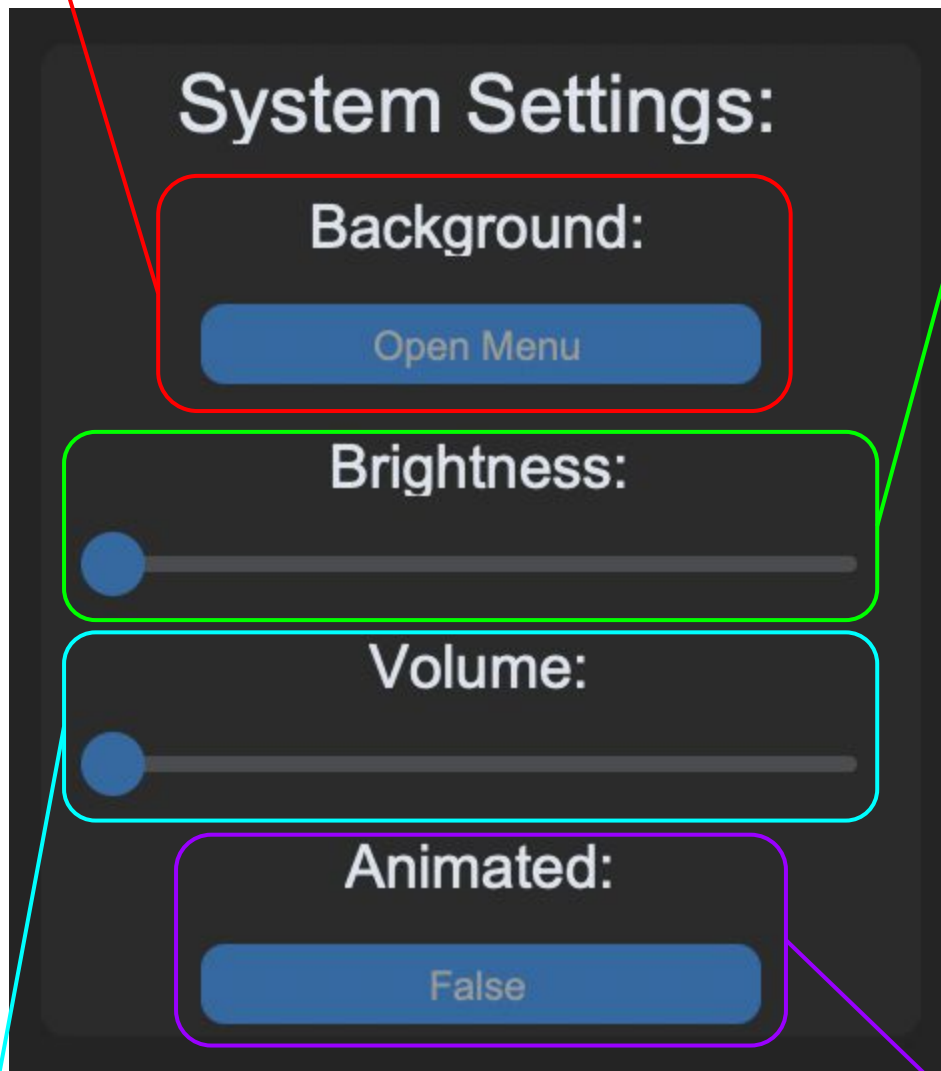 System Settings:
Background:
Open Menu
Brightness:
Volume:
Animated:
False